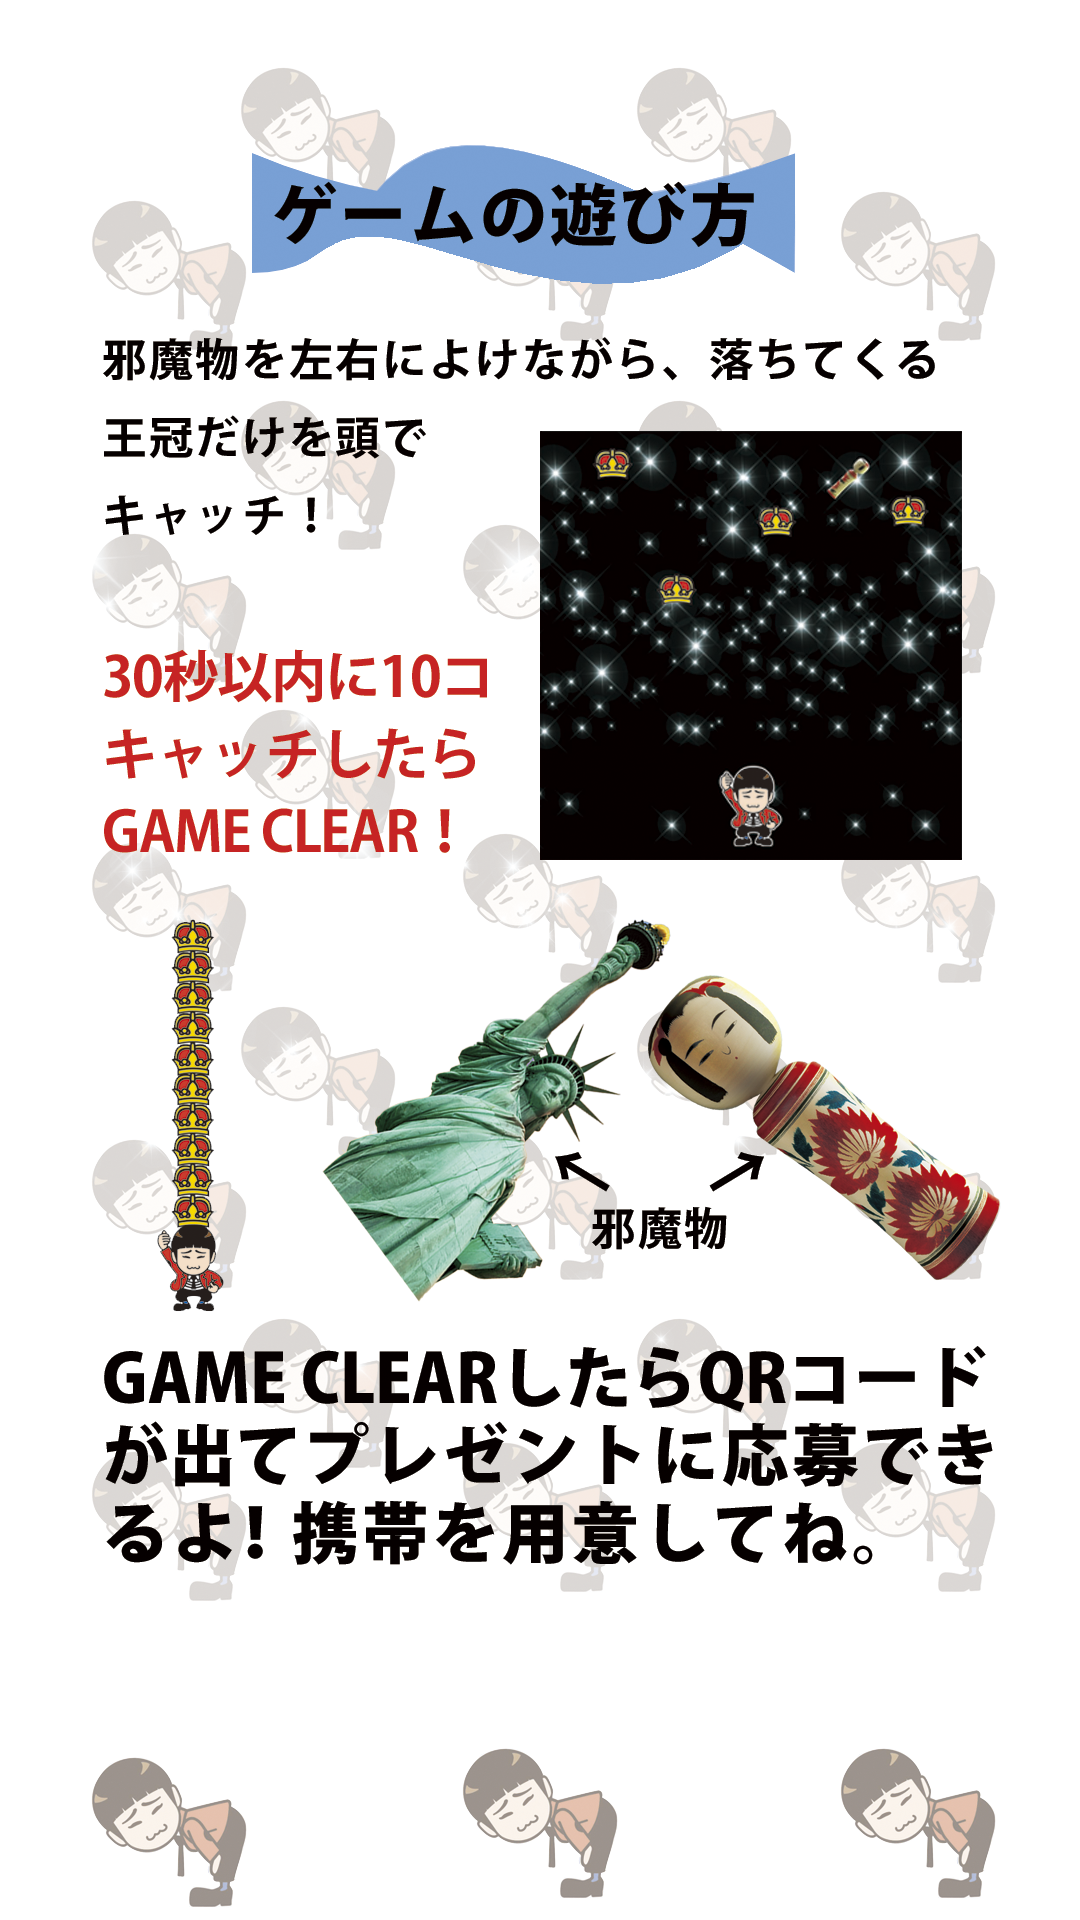 ゲームの遊び方
邪魔物を左右によけながら、落ちてくる
王冠だけを頭で
キャッチ！
30秒以内に10コ
キャッチしたら
GAME CLEAR！
邪魔物
GAME CLEARしたらQRコード
が出てプレゼントに応募でき
るよ! 携帯を用意してね。